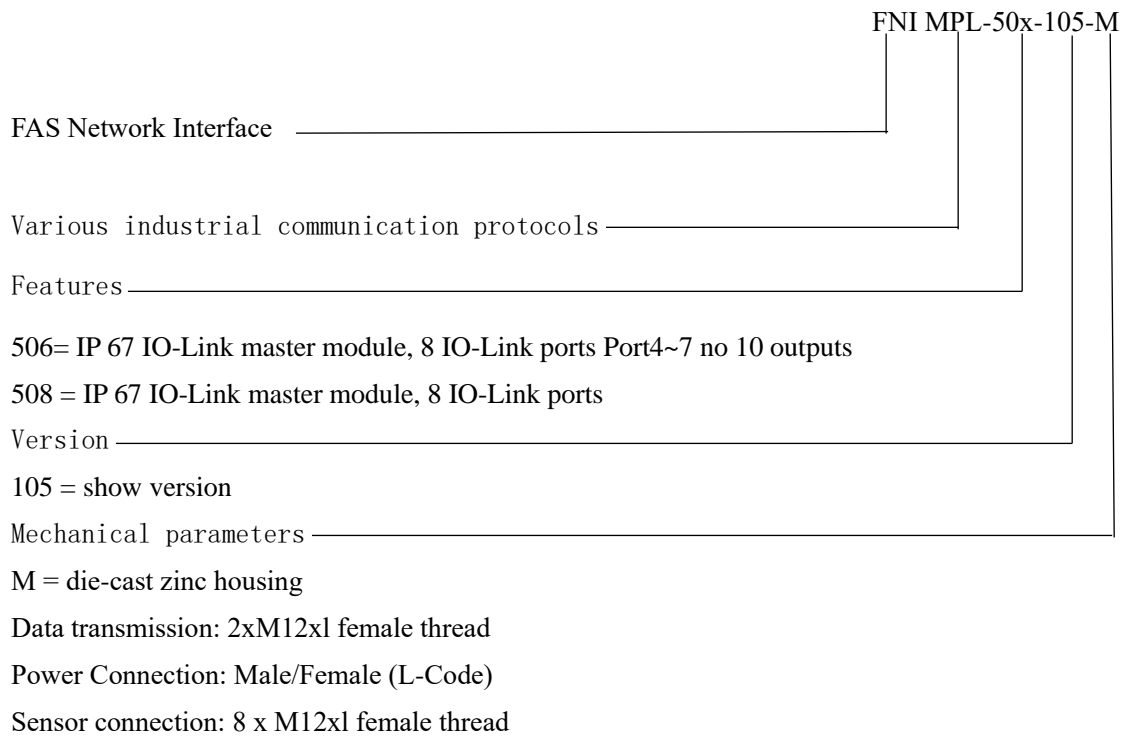 FNI MPL-50x-105-M
FAS Network Interface
Various industrial communication protocols
Features
506= IP 67 IO-Link master module, 8 IO-Link ports Port4~7 no 10 outputs
508 = IP 67 IO-Link master module, 8 IO-Link ports
Version
105 = show version
Mechanical parameters
M = die-cast zinc housing
Data transmission: 2xM12xl female thread
Power Connection: Male/Female (L-Code)
Sensor connection: 8 x M12xl female thread